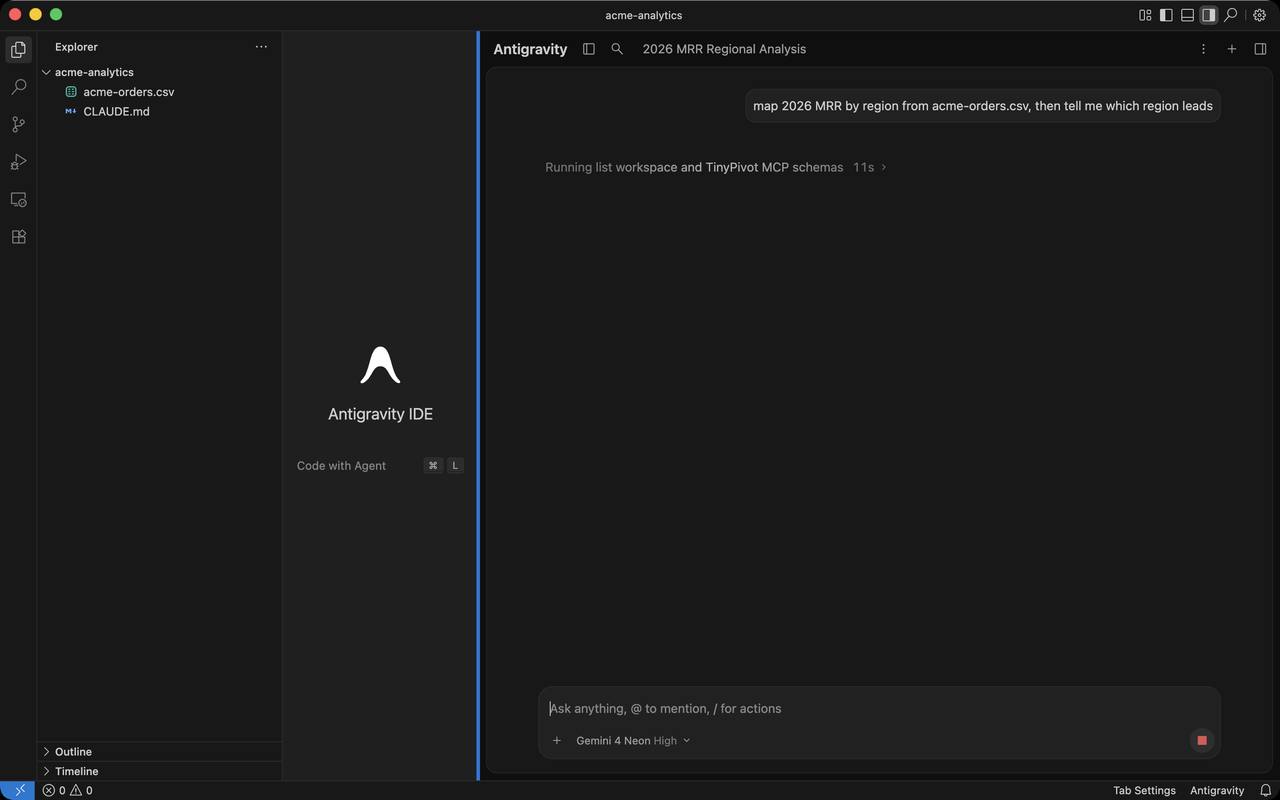 acme-analytics
Explorer
acme-analytics
acme-orders.csv
CLAUDE.md
Outline
Timeline
Antigravity IDE
Code with Agent ⌘ L
Antigravity
2026 MRR Regional Analysis
map 2026 MRR by region from acme-orders.csv, then tell me which region leads
Running list workspace and TinyPivot MCP schemas 11s
Ask anything, @ to mention, / for actions
Gemini 4 Neon High
0 0
Tab Settings Antigravity